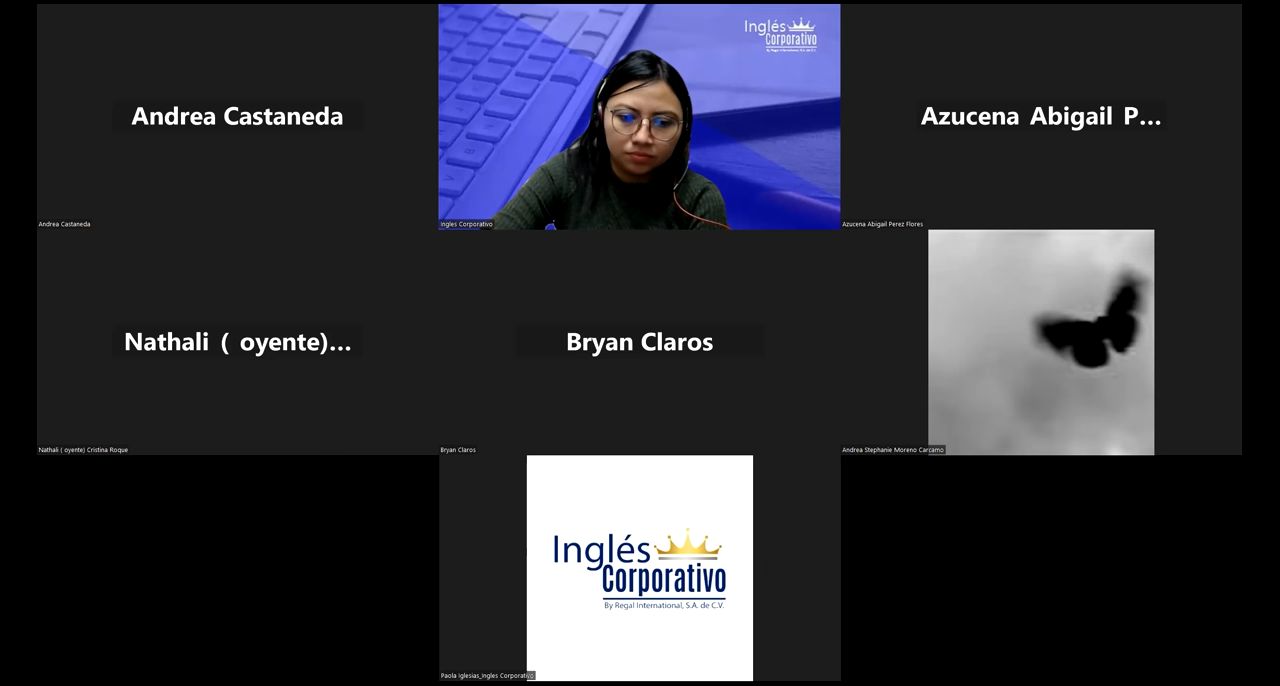 Inglés
Corporativo
By Regal International, S.A. de C.V.
Andrea Castaneda
Azucena Abigail P...
Andrea Castaneda
Ingles Corporativo
Azucena Abigail Perez Flores
Nathali ( oyente)...
Bryan Claros
Nathali ( oyente) Cristina Roque
Bryan Claros
Andrea Stephanie Moreno Carcamo
Inglés
Corporativo
By Regal International, S.A. de C.V.
Paola Iglesias_Ingles Corporativo